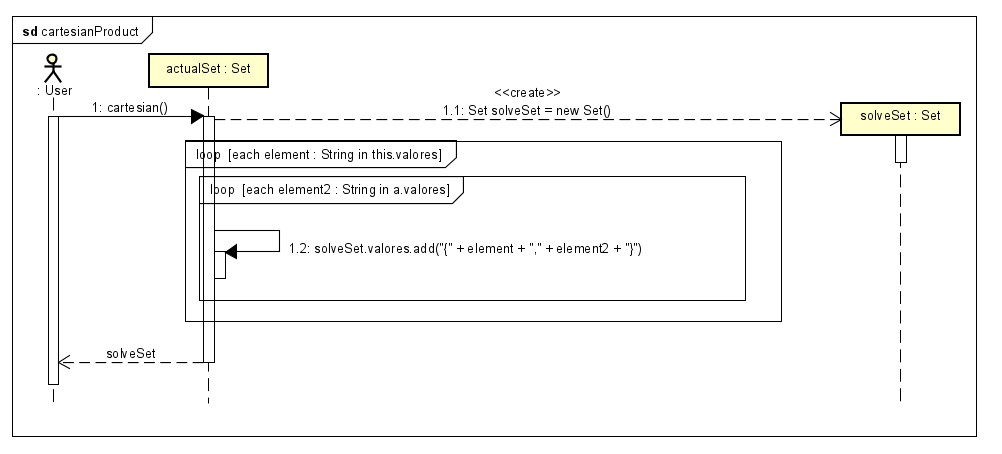 sd cartesianProduct
actualSet : Set
: User
<<create>>
1: cartesian()
1.1: Set solveSet = new Set()
solveSet : Set
loop [each element : String in this.valores]
loop [each element2 : String in a.valores]
1.2: solveSet.valores.add("{" + element + "," + element2 + "}")
solveSet